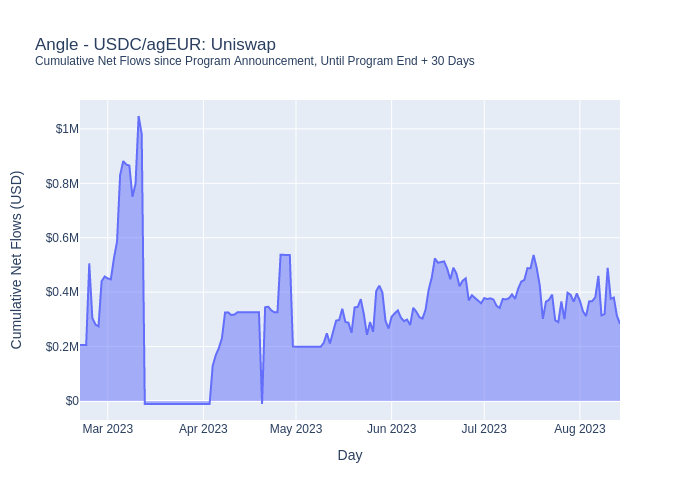 Angle - USDC/agEUR: Uniswap
Cumulative Net Flows since Program Announcement, Until Program End + 30 Days
Cumulative Net Flows (USD)
$1M
$0.8M
$0.6M
$0.4M
$0.2M
$0
Mar 2023 Apr 2023 May 2023 Jun 2023 Jul 2023 Aug 2023
Day